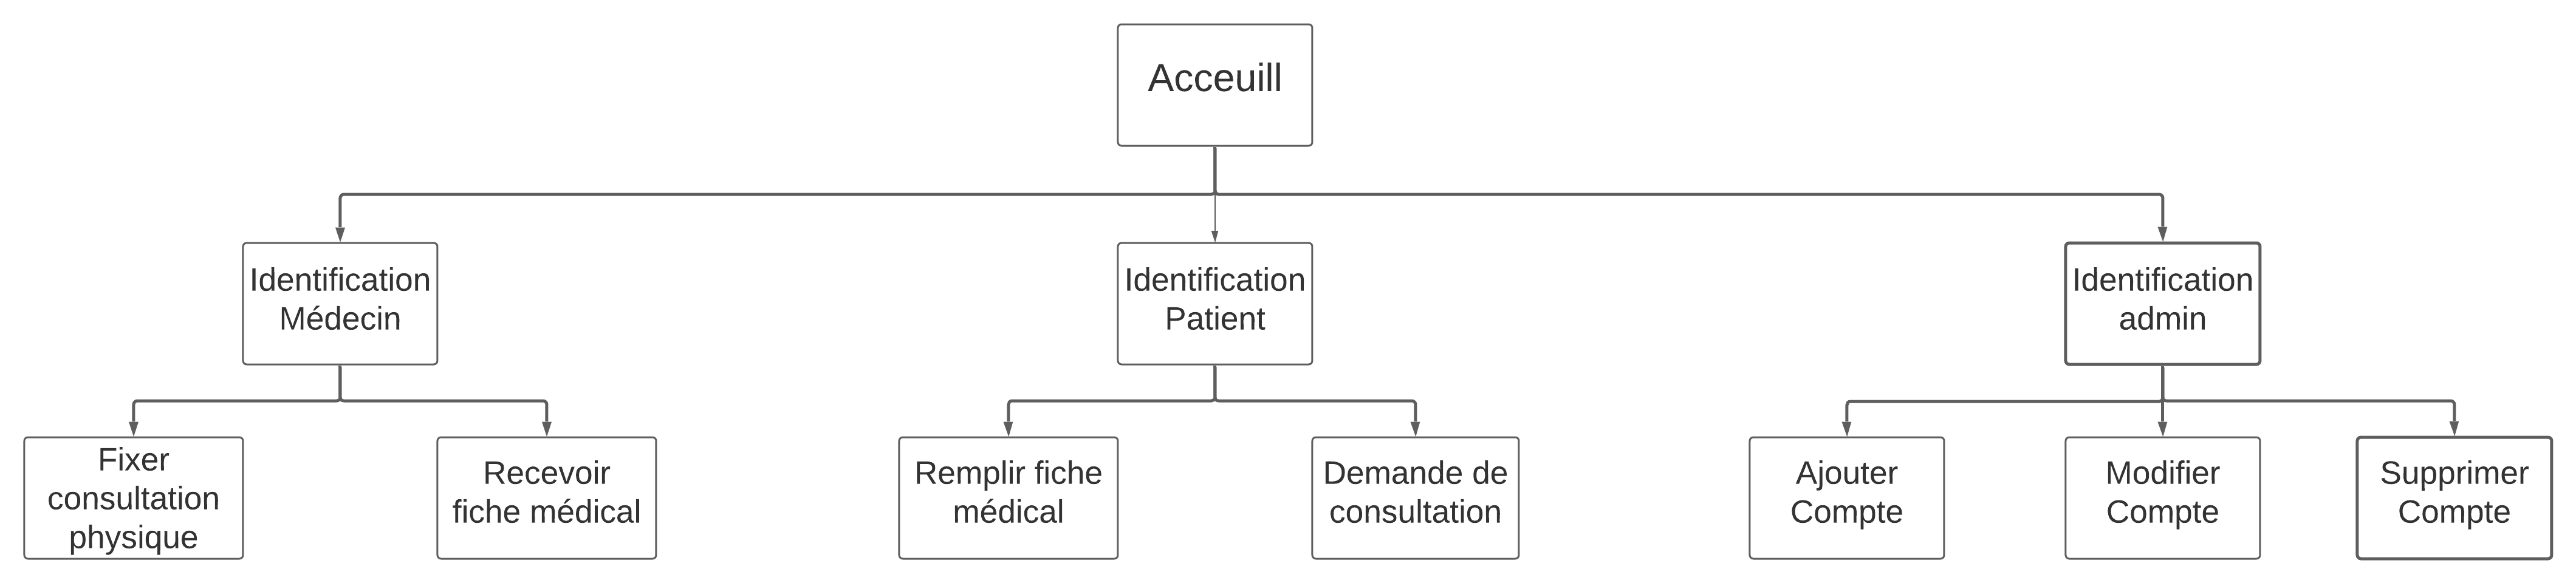 Acceuill
Identification
Médecin
Identification
Patient
Identification
admin
Fixer
consultation
physique
Recevoir
fiche médical
Remplir fiche
médical
Demande de
consultation
Ajouter
Compte
Modifier
Compte
Supprimer
Compte